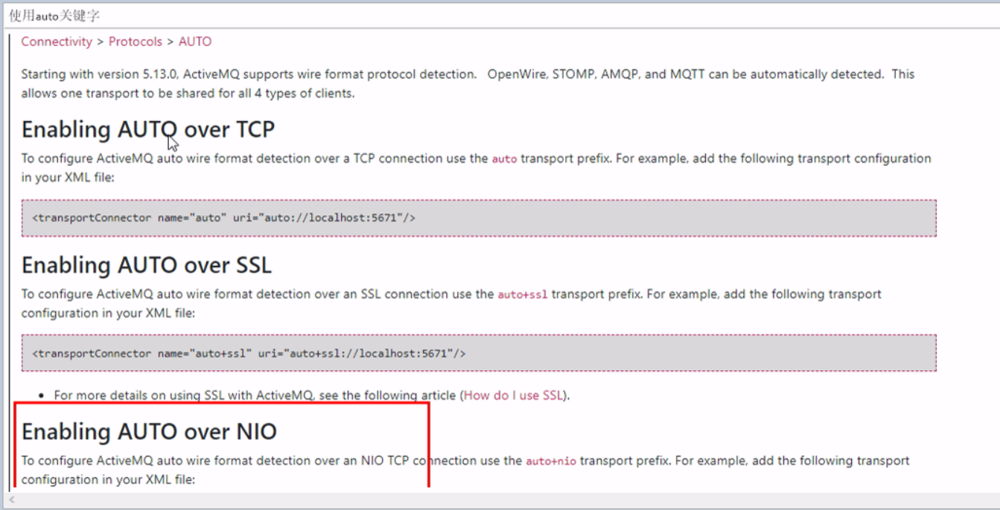 使用auto关键字
Connectivity > Protocols > AUTO
Starting with version 5.13.0, ActiveMQ supports wire format protocol detection. OpenWire, STOMP, AMQP, and MQTT can be automatically detected. This
allows one transport to be shared for all 4 types of clients.
Enabling AUTO over TCP
To configure ActiveMQ auto wire format detection over a TCP connection use the auto transport prefix. For example, add the following transport configuration
in your XML file:
<transportConnector name="auto" uri="auto://localhost:5671"/>
Enabling AUTO over SSL
To configure ActiveMQ auto wire format detection over an SSL connection use the auto+ssl transport prefix. For example, add the following transport
configuration in your XML file:
<transportConnector name="auto+ssl" uri="auto+ssl://localhost:5671"/>
• For more details on using SSL with ActiveMQ, see the following article (How do I use SSL).
Enabling AUTO over NIO
To configure ActiveMQ auto wire format detection over an NIO TCP connection use the auto+nio transport prefix. For example, add the following transport
configuration in your XML file: